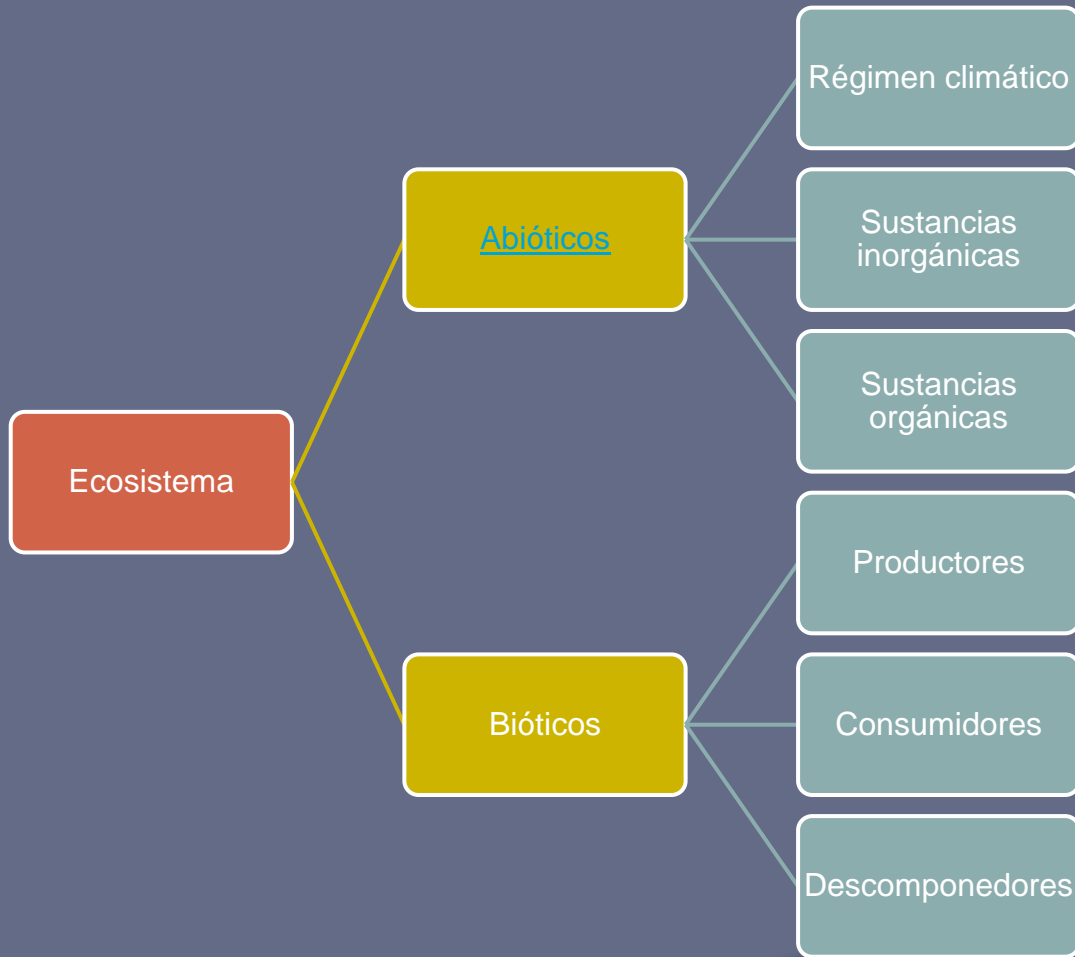 Ecosistema
Abióticos
Régimen climático
Sustancias
inorgánicas
Sustancias
orgánicas
Bióticos
Productores
Consumidores
Descomponedores